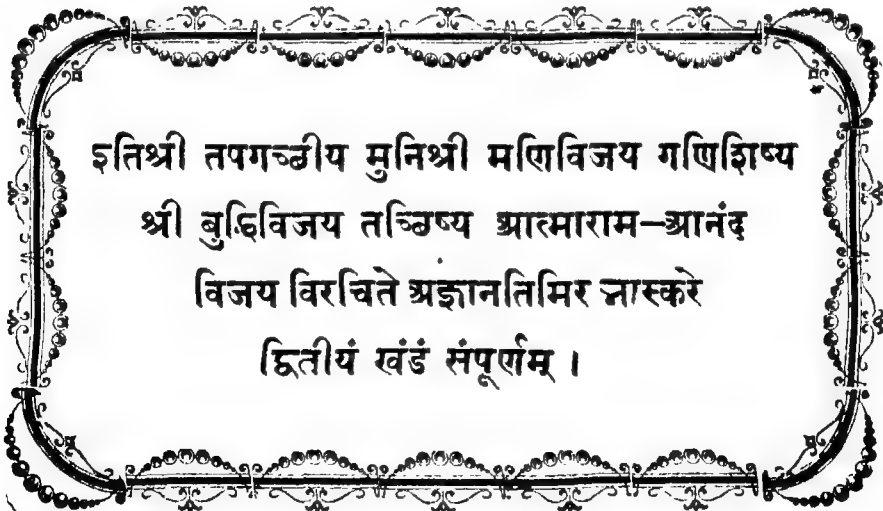 इतिश्री तपगच्छीय मुनिश्री मणिविजय गणिशिष्य
श्री बुद्धिविजय तच्छिष्य आत्माराम–आनंद
विजय विरचिते अज्ञानतिमिर भास्करे
द्वितीयं खंडं संपूर्णम् ।